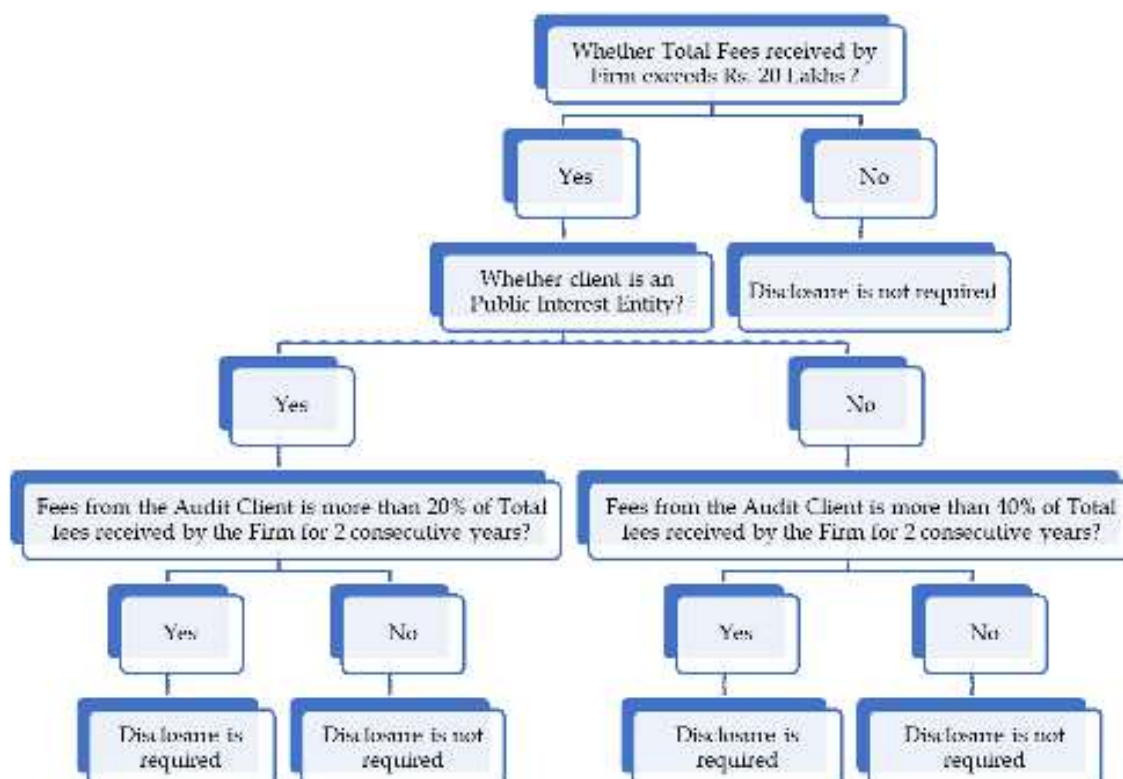 Whether Total Fees received by
Firm exceeds Rs. 20 Lakhs?
Yes
No
Whether client is an
Public Interest Entity?
Disclosure is not required
Yes
No
Fees from the Audit Client is more than 20% of Total
fees received by the Firm for 2 consecutive years?
Fees from the Audit Client is more than 40% of Total
fees received by the Firm for 2 consecutive years?
Yes
No
Yes
No
Disclosure is
required
Disclosure is not
required
Disclosure is
required
Disclosure is not
required